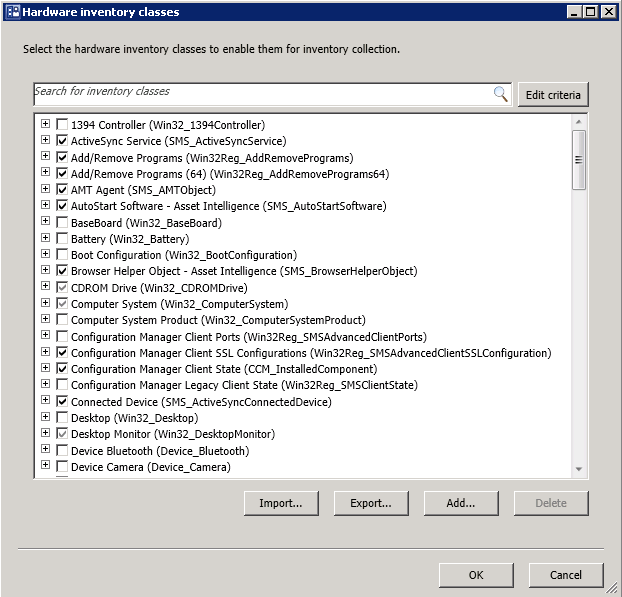 Hardware inventory classes
Select the hardware inventory classes to enable them for inventory collection.
Search for inventory classes
Edit criteria
1394 Controller (Win32_1394Controller)
ActiveSync Service (SMS_ActiveSyncService)
Add/Remove Programs (Win32Reg_AddRemovePrograms)
Add/Remove Programs (64) (Win32Reg_AddRemovePrograms64)
AMT Agent (SMS_AMTObject)
AutoStart Software - Asset Intelligence (SMS_AutoStartSoftware)
BaseBoard (Win32_BaseBoard)
Battery (Win32_Battery)
Boot Configuration (Win32_BootConfiguration)
Browser Helper Object - Asset Intelligence (SMS_BrowserHelperObject)
CDROM Drive (Win32_CDROMDrive)
Computer System (Win32_ComputerSystem)
Computer System Product (Win32_ComputerSystemProduct)
Configuration Manager Client Ports (Win32Reg_SMSAdvancedClientPorts)
Configuration Manager Client SSL Configurations (Win32Reg_SMSAdvancedClientSSLConfiguration)
Configuration Manager Client State (CCM_InstalledComponent)
Configuration Manager Legacy Client State (Win32Reg_SMSClientState)
Connected Device (SMS_ActiveSyncConnectedDevice)
Desktop (Win32_Desktop)
Desktop Monitor (Win32_DesktopMonitor)
Device Bluetooth (Device_Bluetooth)
Device Camera (Device_Camera)
Import...
Export...
Add...
Delete
OK
Cancel